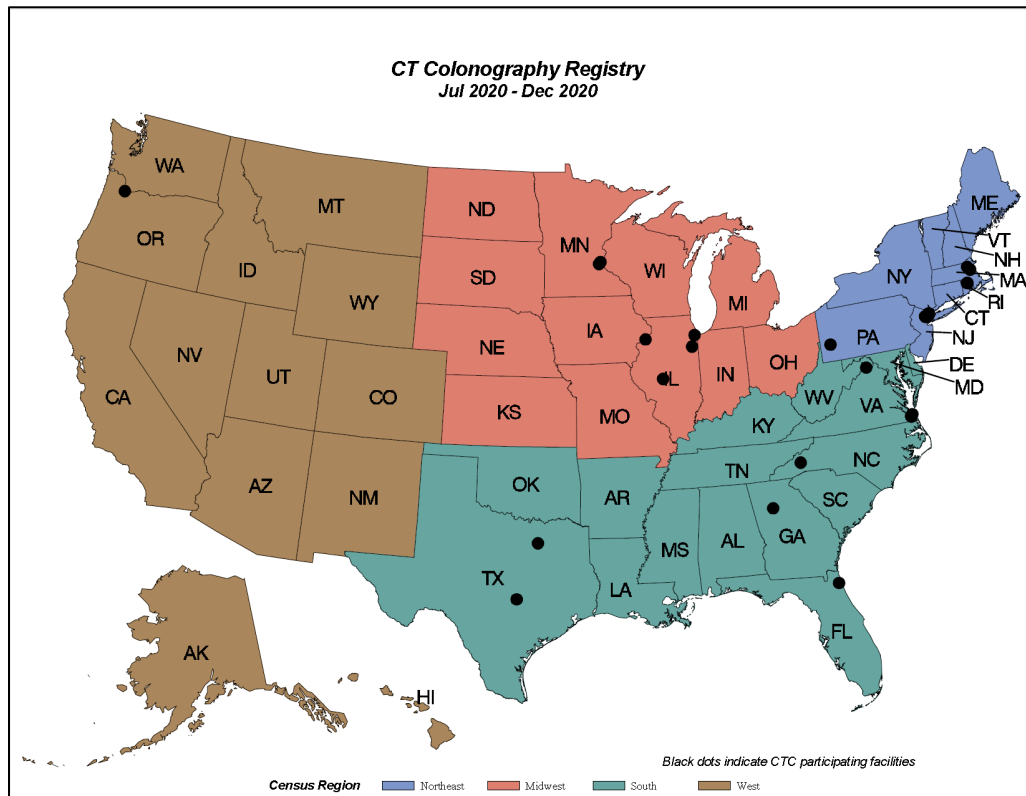 CT Colonography Registry
Jul 2020 - Dec 2020
WA
MT
ND
MN
ME
VT
NH
MA
RI
CT
NJ
DE
MD
OR
ID
SD
WI
NY
WY
MI
IA
PA
NE
NV
UT
CO
IL
IN
OH
CA
KS
MO
WV
VA
KY
AZ
NM
OK
AR
TN
NC
SC
TX
LA
MS
AL
GA
FL
AK
HI
Black dots indicate CTC participating facilities
Census Region Northeast Midwest South West